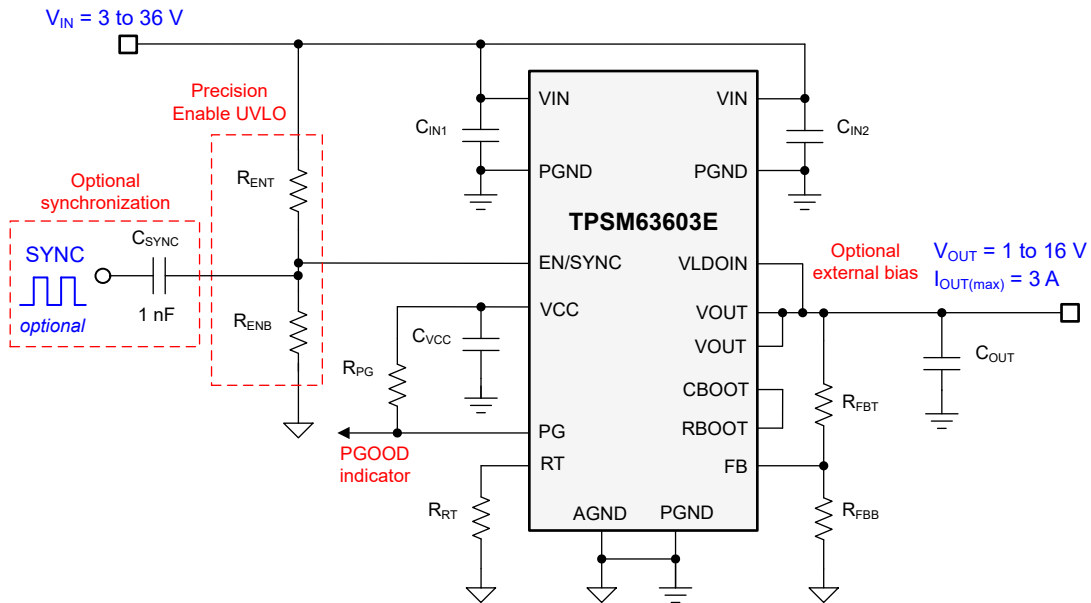 VIN = 3 to 36 V
Precision
Enable UVLO
VIN
VIN
CIN1
CIN2
PGND
PGND
RENT
Optional
synchronization
TPSM63603E
CSYNC
SYNC
optional
1 nF
EN/SYNC
VLDOIN
Optional
external bias
VOUT = 1 to 16 V
IOUT(max) = 3 A
RENB
VCC
VOUT
CVCC
VOUT
COUT
RPG
CBOOT
RFBT
RBOOT
PG
PGOOD
indicator
RT
FB
RRT
AGND
PGND
RFBB